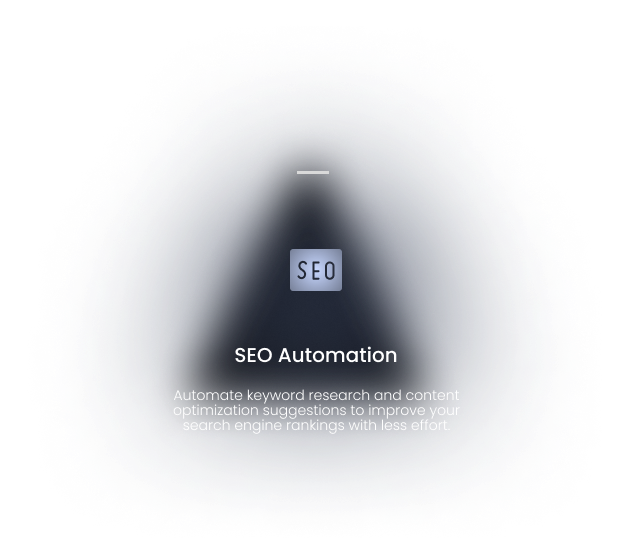 SEO
SEO Automation
Automate keyword research and content
optimization suggestions to improve your
search engine rankings with less effort.